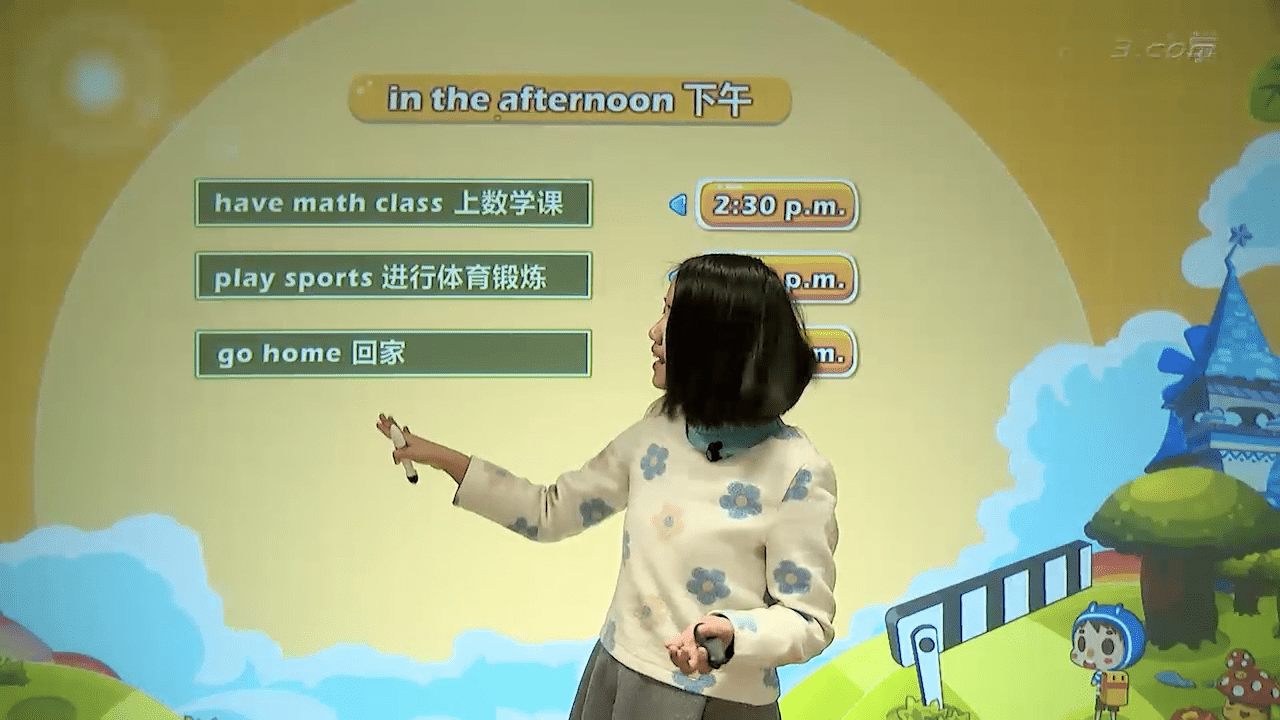 in the afternoon 下午
have math class 上数学课
2:30 p.m.
play sports 进行体育锻炼
p.m.
go home 回家
m.